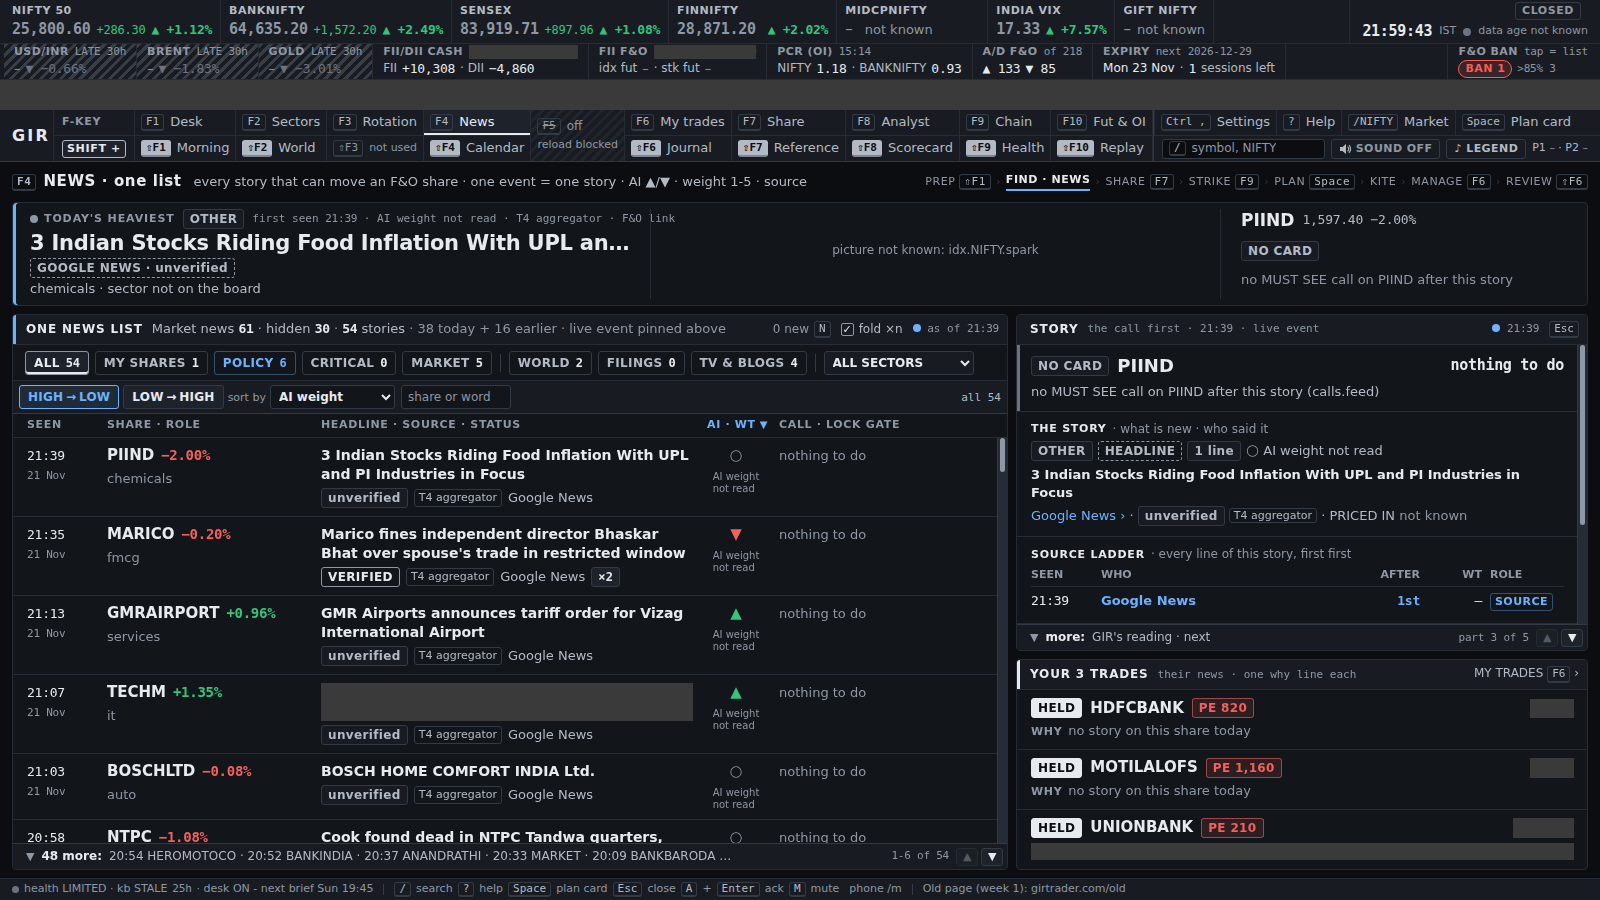 NIFTY 50 BANKNIFTY SENSEX FINNIFTY MIDCPNIFTY INDIA VIX GIFT NIFTY CLOSED
25,800.60 +286.30 ▲ +1.12% 64,635.20 +1,572.20 ▲ +2.49% 83,919.71 +897.96 ▲ +1.08% 28,871.20 ▲ +2.02% – not known 17.33 ▲ +7.57% – not known 21:59:43 IST ● data age not known
USD/INR LATE 30h BRENT LATE 30h GOLD LATE 30h FII/DII CASH FII F&O PCR (OI) 15:14 A/D F&O of 218 EXPIRY next 2026-12-29 F&O BAN tap = list
– ▼ –0.66% – ▼ –1.83% – ▼ –3.01% FII +10,308 · DII –4,860 idx fut – · stk fut – NIFTY 1.18 · BANKNIFTY 0.93 ▲ 133 ▼ 85 Mon 23 Nov · 1 sessions left BAN 1 >85% 3
GIR F-KEY F1 Desk F2 Sectors F3 Rotation F4 News F5 off F6 My trades F7 Share F8 Analyst F9 Chain F10 Fut & OI Ctrl , Settings ? Help /NIFTY Market Space Plan card
SHIFT + ⇧F1 Morning ⇧F2 World ⇧F3 not used ⇧F4 Calendar reload blocked ⇧F6 Journal ⇧F7 Reference ⇧F8 Scorecard ⇧F9 Health ⇧F10 Replay / symbol, NIFTY SOUND OFF ♪ LEGEND P1 – · P2 –
F4 NEWS · one list every story that can move an F&O share · one event = one story · AI ▲/▼ · weight 1-5 · source PREP ⇧F1 › FIND · NEWS › SHARE F7 › STRIKE F9 › PLAN Space › KITE › MANAGE F6 › REVIEW ⇧F6
● TODAY'S HEAVIEST OTHER first seen 21:39 · AI weight not read · T4 aggregator · F&O link
3 Indian Stocks Riding Food Inflation With UPL an…
GOOGLE NEWS · unverified
chemicals · sector not on the board
picture not known: idx.NIFTY.spark
PIIND 1,597.40 −2.00%
NO CARD
no MUST SEE call on PIIND after this story
ONE NEWS LIST Market news 61 · hidden 30 · 54 stories · 38 today + 16 earlier · live event pinned above 0 new N ✓ fold ×n ● as of 21:39
ALL 54 MY SHARES 1 POLICY 6 CRITICAL 0 MARKET 5 WORLD 2 FILINGS 0 TV & BLOGS 4 ALL SECTORS
HIGH→LOW LOW→HIGH sort by AI weight share or word all 54
SEEN SHARE · ROLE HEADLINE · SOURCE · STATUS AI · WT ▼ CALL · LOCK GATE
21:39 PIIND −2.00% 3 Indian Stocks Riding Food Inflation With UPL ○ nothing to do
21 Nov chemicals and PI Industries in Focus AI weight not read
unverified T4 aggregator Google News
21:35 MARICO −0.20% Marico fines independent director Bhaskar ▼ nothing to do
21 Nov fmcg Bhat over spouse's trade in restricted window AI weight not read
VERIFIED T4 aggregator Google News ×2
21:13 GMRAIRPORT +0.96% GMR Airports announces tariff order for Vizag ▲ nothing to do
21 Nov services International Airport AI weight not read
unverified T4 aggregator Google News
21:07 TECHM +1.35% ▲ nothing to do
21 Nov it AI weight not read
unverified T4 aggregator Google News
21:03 BOSCHLTD −0.08% BOSCH HOME COMFORT INDIA Ltd. ○ nothing to do
21 Nov auto unverified T4 aggregator Google News AI weight not read
20:58 NTPC −1.08% Cook found dead in NTPC Tandwa quarters, ○ nothing to do
▼ 48 more: 20:54 HEROMOTOCO · 20:52 BANKINDIA · 20:37 ANANDRATHI · 20:33 MARKET · 20:09 BANKBARODA … 1-6 of 54 ▲ ▼
STORY the call first · 21:39 · live event ● 21:39 Esc
NO CARD PIIND nothing to do
no MUST SEE call on PIIND after this story (calls.feed)
THE STORY · what is new · who said it
OTHER HEADLINE 1 line ○ AI weight not read
3 Indian Stocks Riding Food Inflation With UPL and PI Industries in
Focus
Google News › · unverified T4 aggregator · PRICED IN not known
SOURCE LADDER · every line of this story, first first
SEEN WHO AFTER WT ROLE
21:39 Google News 1st — SOURCE
▼ more: GIR's reading · next part 3 of 5 ▲ ▼
YOUR 3 TRADES their news · one why line each MY TRADES F6 ›
HELD HDFCBANK PE 820
WHY no story on this share today
HELD MOTILALOFS PE 1,160
WHY no story on this share today
HELD UNIONBANK PE 210
● health LIMITED · kb STALE 25h · desk ON - next brief Sun 19:45 | / search ? help Space plan card Esc close A + Enter ack M mute phone /m | Old page (week 1): girtrader.com/old